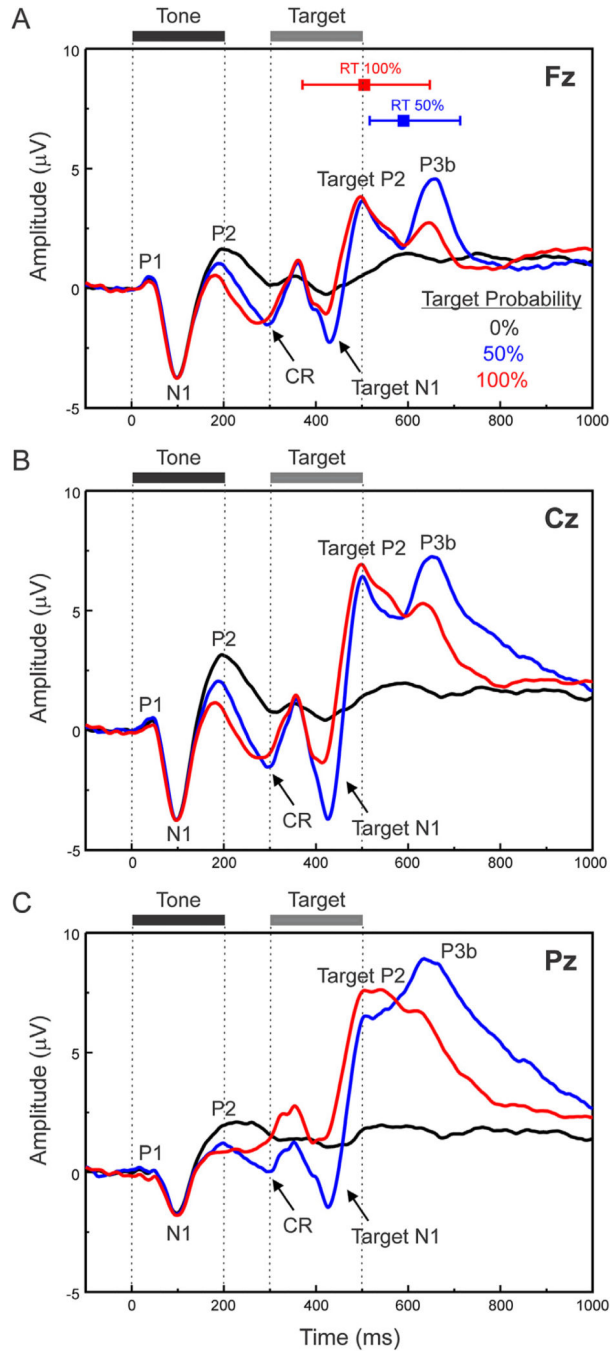 A
Tone Target
10
RT 100%
Fz
RT 50%
5
Target P2
P3b
Amplitude (µV)
P1
P2
0
Target Probability
0%
50%
100%
N1
CR
Target N1
-5
0 200 400 600 800 1000
B
Tone Target
10
Cz
Target P2
P3b
5
Amplitude (µV)
P2
P1
0
N1
CR
Target N1
-5
0 200 400 600 800 1000
C
Tone Target
10
P3b
Pz
Target P2
5
Amplitude (µV)
P2
P1
0
N1
CR
Target N1
-5
0 200 400 600 800 1000
Time (ms)